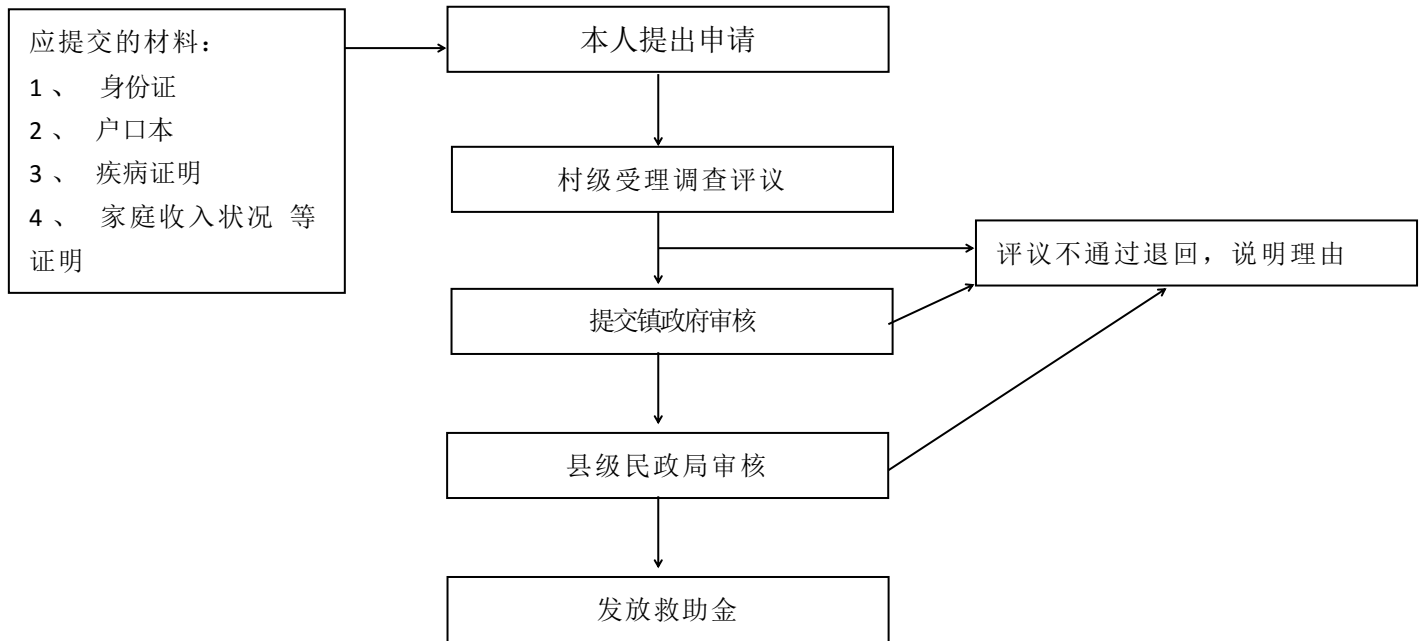 应提交的材料：
1、 身份证
2、 户口本
3、 疾病证明
4、 家庭收入状况 等
证明
本人提出申请
村级受理调查评议
评议不通过退回，说明理由
提交镇政府审核
县级民政局审核
发放救助金